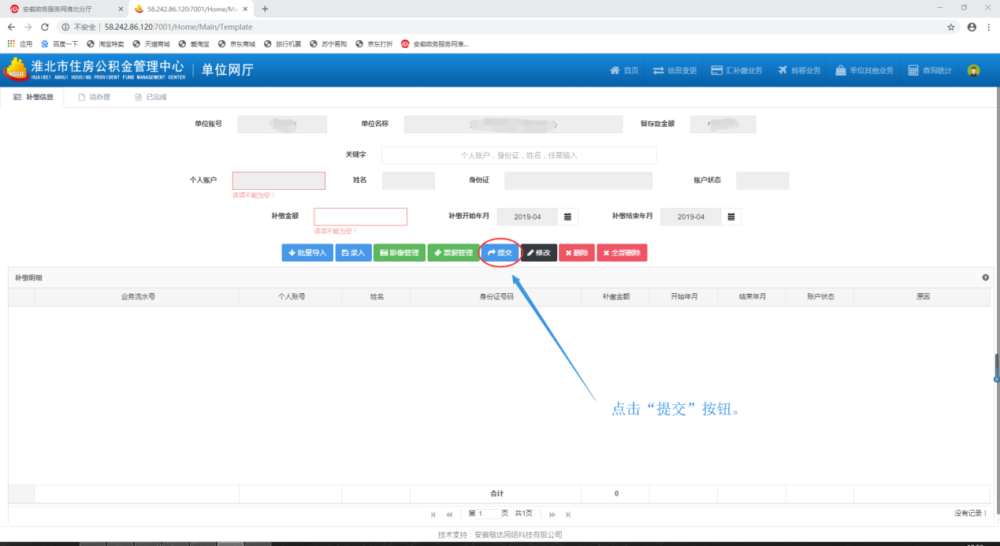 安徽政务服务网淮北分厅 × 58.242.86.120:7001/Home/Ma ×
不安全 58.242.86.120:7001/Home/Main/Template
应用 百度一下 淘宝特卖 天猫商城 爱淘宝 京东商城 旅行机票 苏宁易购 京东打折 安徽政务服务网淮...
淮北市住房公积金管理中心 单位网厅 首页 信息变更 汇补缴业务 转移业务 单位其他业务 查询统计
HUAIBEI ANHUI HOUSING PROVIDENT FUND MANAGEMENT CENTER
补缴信息 待办理 已完成
单位账号 单位名称 暂存款金额
关键字 个人账户，身份证，姓名，任意输入
个人账户 姓名 身份证 账户状态
该项不能为空！
补缴金额 补缴开始年月 2019-04 补缴结束年月 2019-04
该项不能为空！
批量导入 录入 影像管理 票据管理 提交 修改 删除 全部删除
补缴明细
业务流水号 个人账号 姓名 身份证号码 补缴金额 开始年月 结束年月 账户状态 原因
点击“提交”按钮。
合计 0
第 1 页 共1页 没有记录！
技术支持：安徽敏达网络科技有限公司